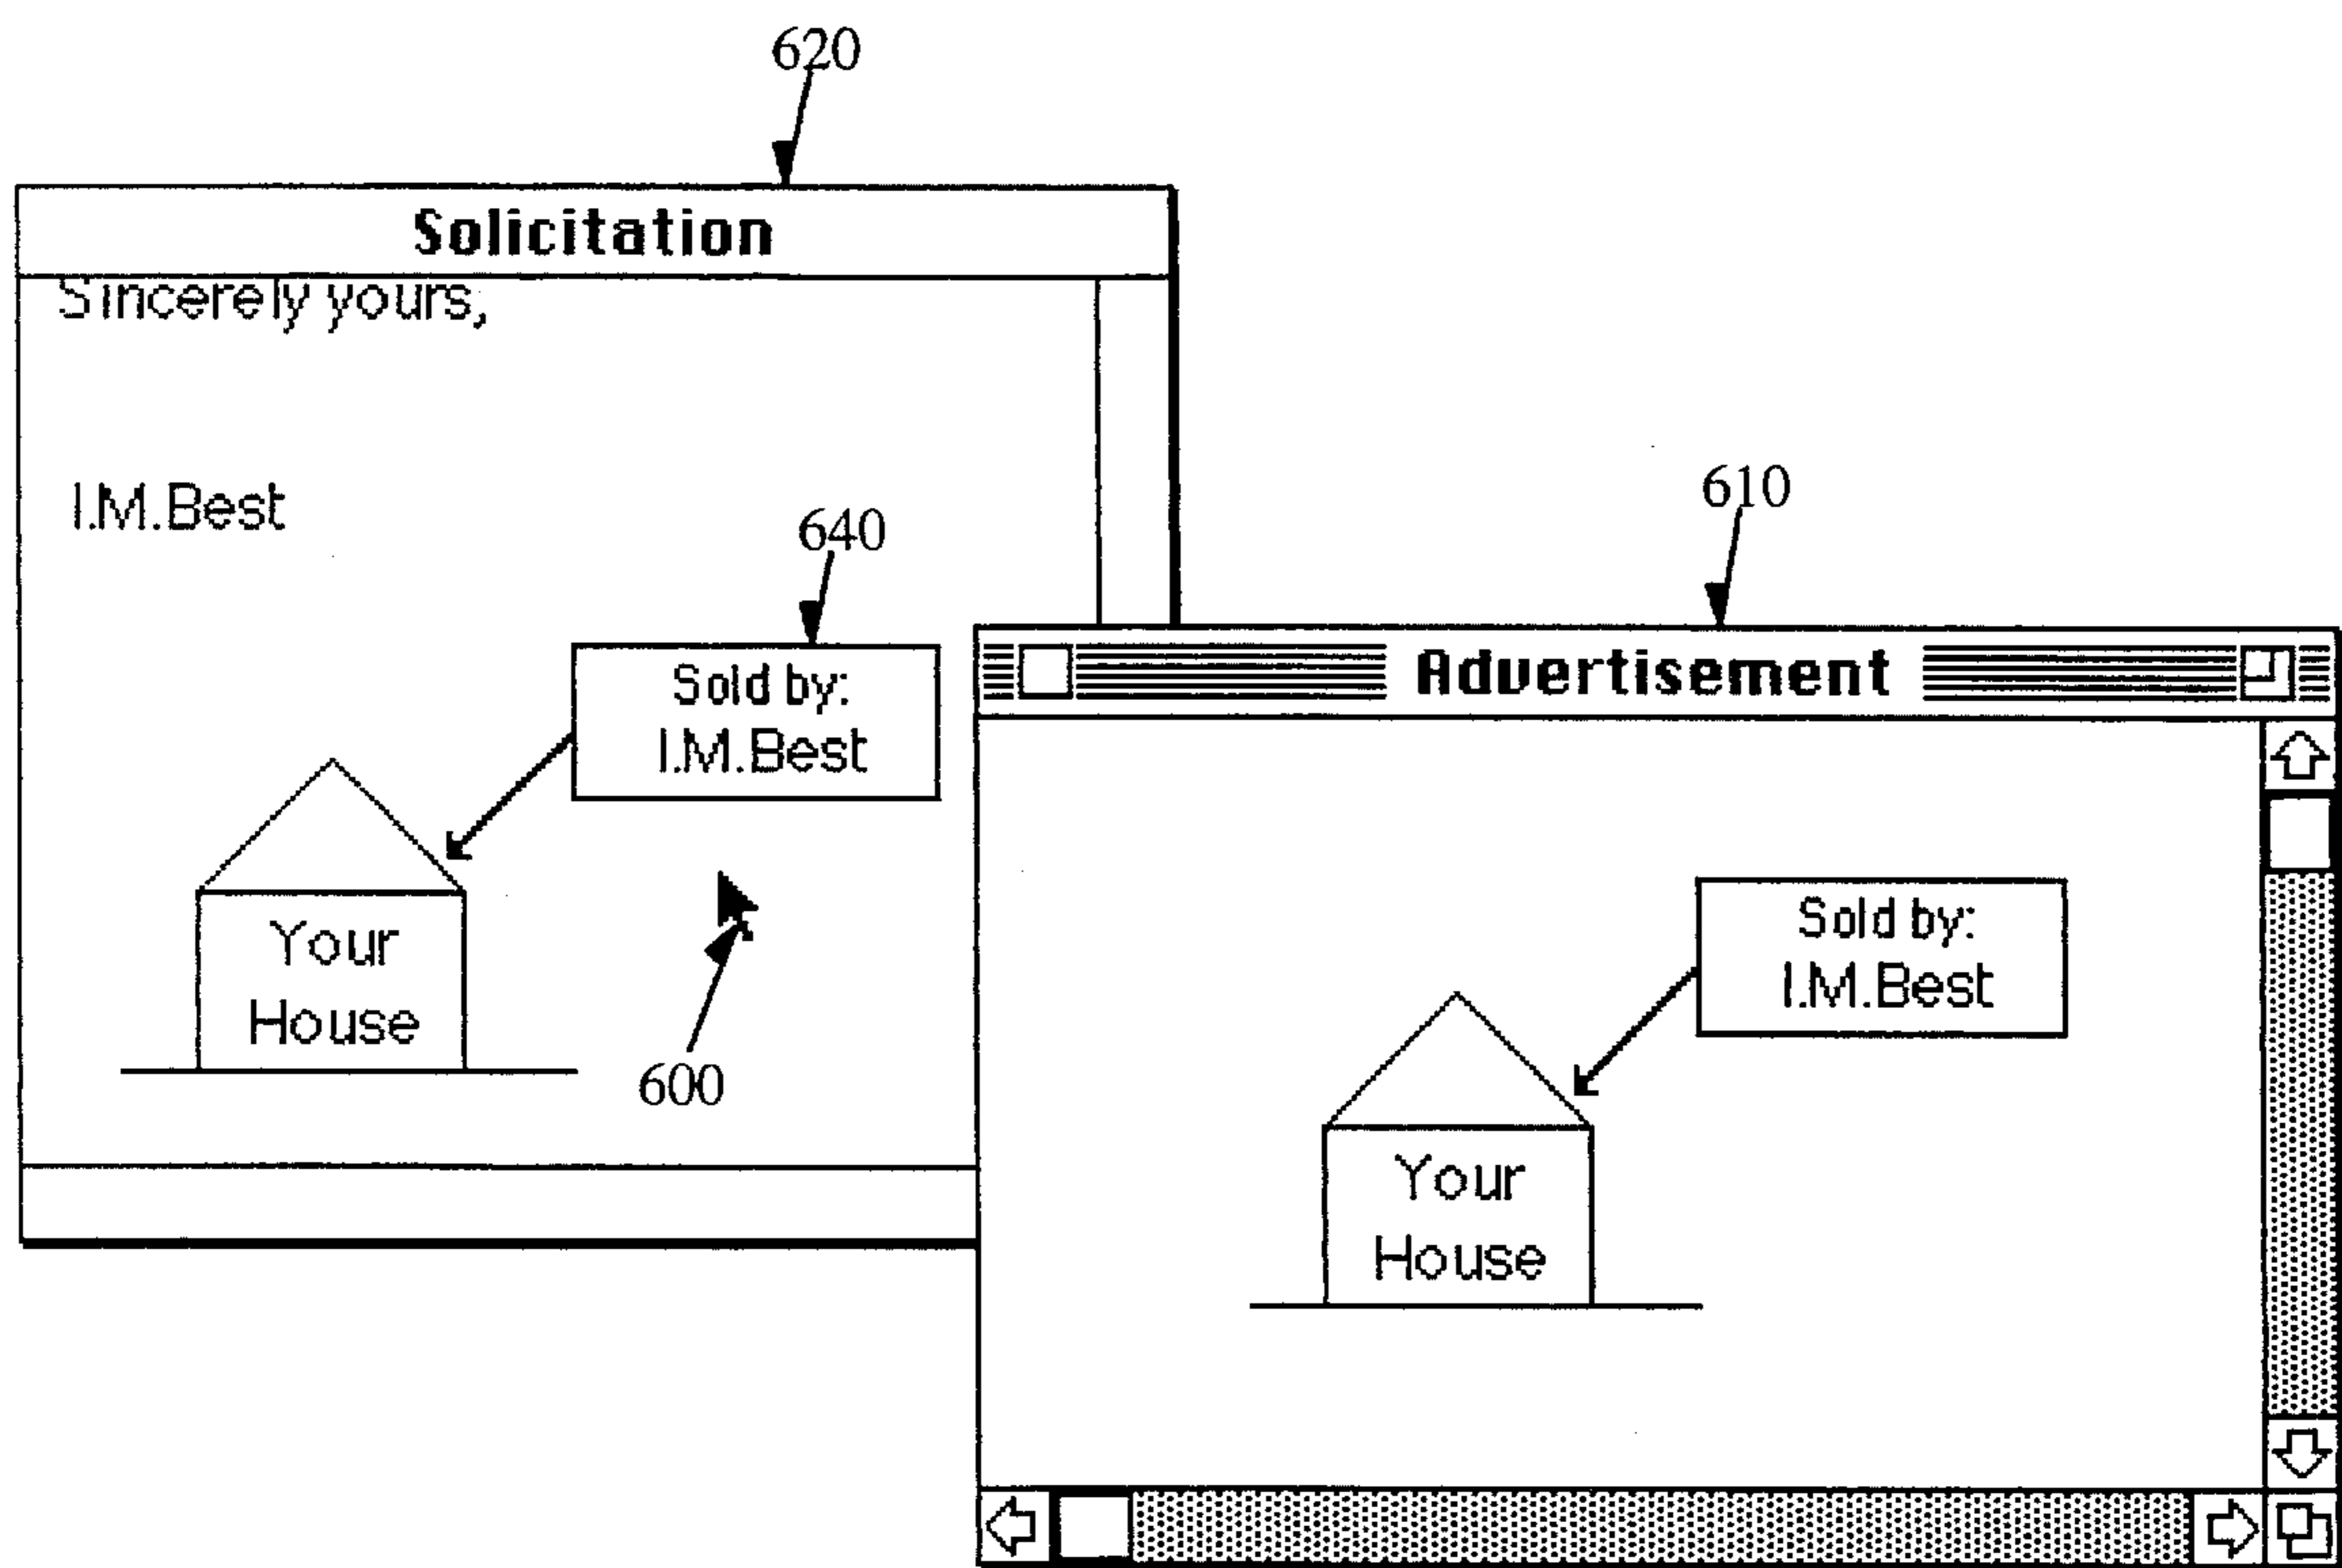 620
Solicitation
Sincerely yours,
I.M.Best
640
Sold by:
I.M.Best
Your
House
600
610
Advertisement
Sold by:
I.M.Best
Your
House